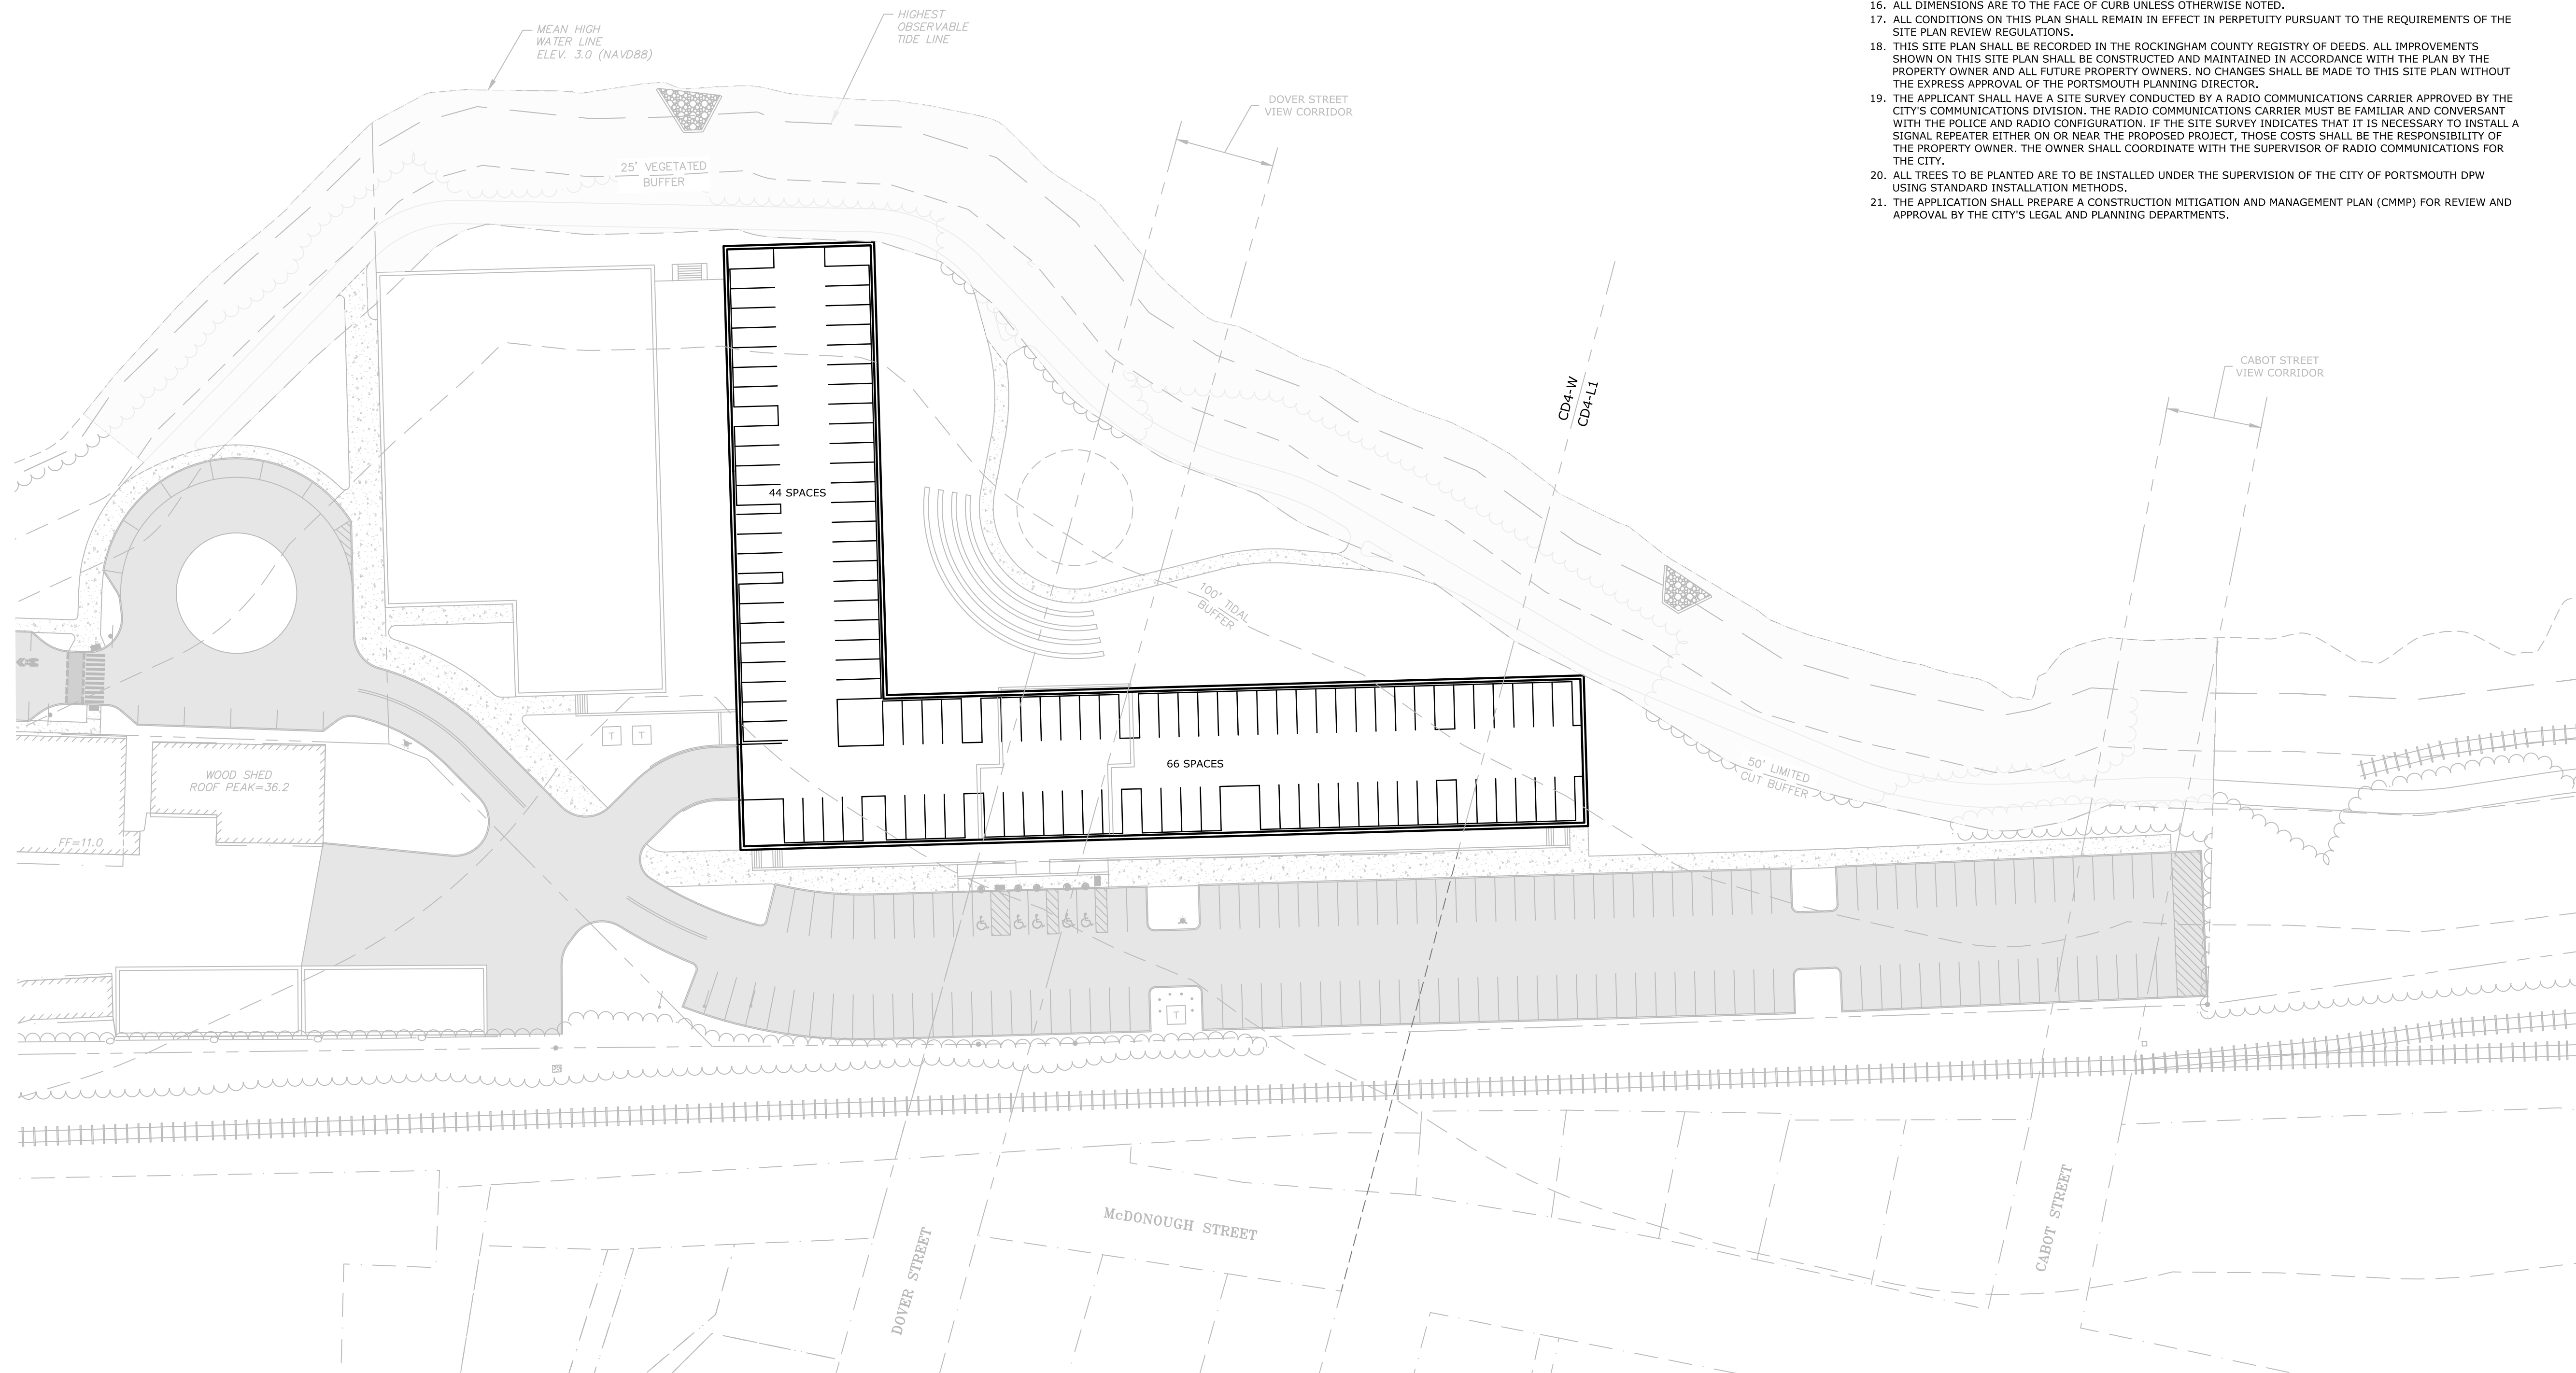 16. ALL DIMENSIONS ARE TO THE FACE OF CURB UNLESS OTHERWISE NOTED.
17. ALL CONDITIONS ON THIS PLAN SHALL REMAIN IN EFFECT IN PERPETUITY PURSUANT TO THE REQUIREMENTS OF THE
SITE PLAN REVIEW REGULATIONS.
18. THIS SITE PLAN SHALL BE RECORDED IN THE ROCKINGHAM COUNTY REGISTRY OF DEEDS. ALL IMPROVEMENTS
SHOWN ON THIS SITE PLAN SHALL BE CONSTRUCTED AND MAINTAINED IN ACCORDANCE WITH THE PLAN BY THE
PROPERTY OWNER AND ALL FUTURE PROPERTY OWNERS. NO CHANGES SHALL BE MADE TO THIS SITE PLAN WITHOUT
THE EXPRESS APPROVAL OF THE PORTSMOUTH PLANNING DIRECTOR.
19. THE APPLICANT SHALL HAVE A SITE SURVEY CONDUCTED BY A RADIO COMMUNICATIONS CARRIER APPROVED BY THE
CITY'S COMMUNICATIONS DIVISION. THE RADIO COMMUNICATIONS CARRIER MUST BE FAMILIAR AND CONVERSANT
WITH THE POLICE AND RADIO CONFIGURATION. IF THE SITE SURVEY INDICATES THAT IT IS NECESSARY TO INSTALL A
SIGNAL REPEATER EITHER ON OR NEAR THE PROPOSED PROJECT, THOSE COSTS SHALL BE THE RESPONSIBILITY OF
THE PROPERTY OWNER. THE OWNER SHALL COORDINATE WITH THE SUPERVISOR OF RADIO COMMUNICATIONS FOR
THE CITY.
20. ALL TREES TO BE PLANTED ARE TO BE INSTALLED UNDER THE SUPERVISION OF THE CITY OF PORTSMOUTH DPW
USING STANDARD INSTALLATION METHODS.
21. THE APPLICATION SHALL PREPARE A CONSTRUCTION MITIGATION AND MANAGEMENT PLAN (CMMP) FOR REVIEW AND
APPROVAL BY THE CITY'S LEGAL AND PLANNING DEPARTMENTS.
MEAN HIGH
WATER LINE
ELEV. 3.0 (NAVD88)
HIGHEST
OBSERVABLE
TIDE LINE
DOVER STREET
VIEW CORRIDOR
25' VEGETATED
BUFFER
CABOT STREET
VIEW CORRIDOR
CD4-W
CD4-L1
44 SPACES
100' TIDAL
BUFFER
66 SPACES
50' LIMITED
CUT BUFFER
T
T
WOOD SHED
ROOF PEAK=36.2
FF=11.0
T
McDONOUGH STREET
DOVER STREET
CABOT STREET